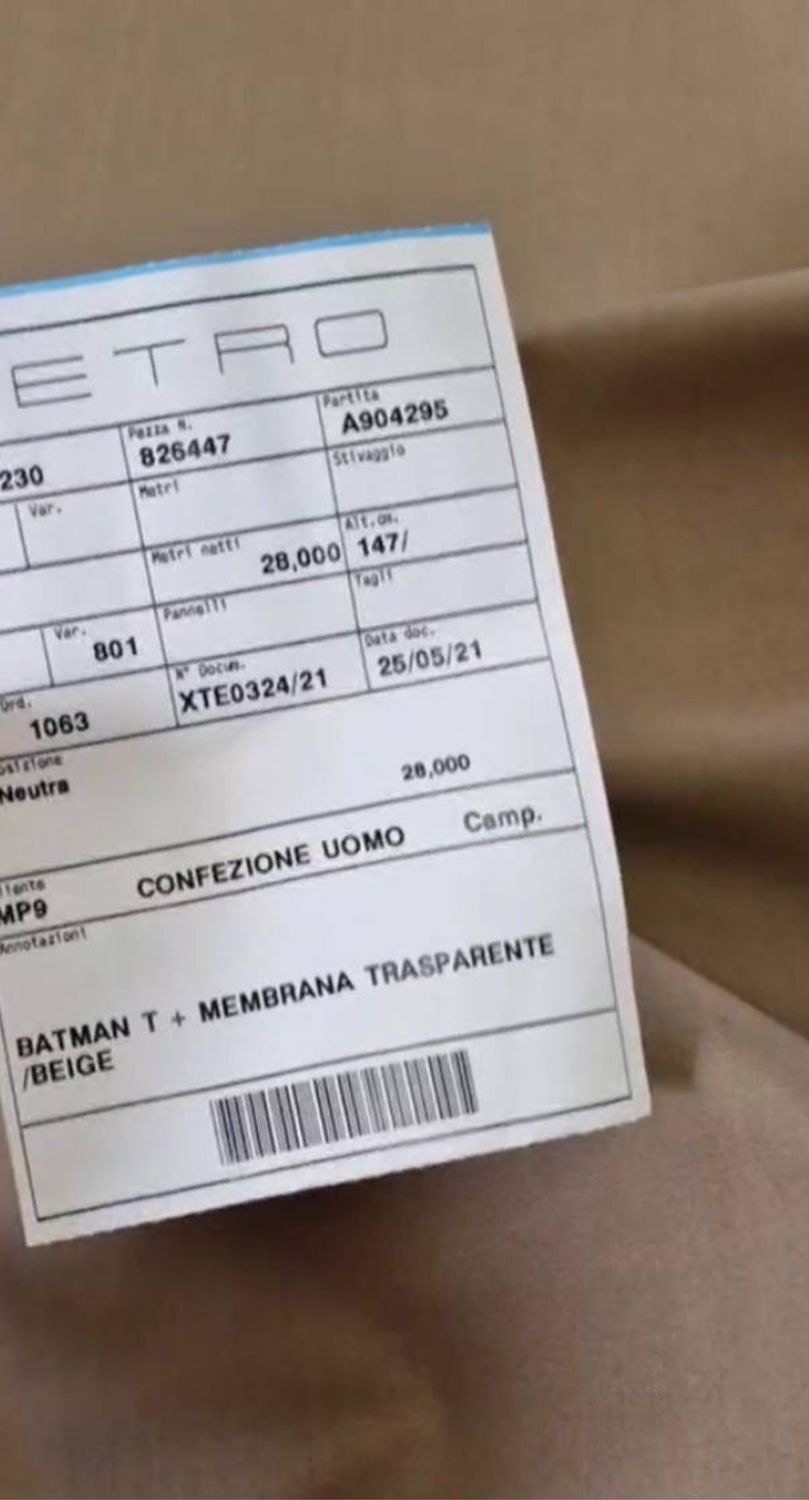 ETRO
Pezza N. Partita
230 826447 A904295
Var. Metri Stivaggio
Metri netti 28,000 Alt.cm. 147/
Var. 801 Pannelli Tagli
Ord. 1063 N° Docum. XTE0324/21 Data doc. 25/05/21
Neutra 28,000
MP9 CONFEZIONE UOMO Camp.
Annotazioni
BATMAN T + MEMBRANA TRASPARENTE
/BEIGE